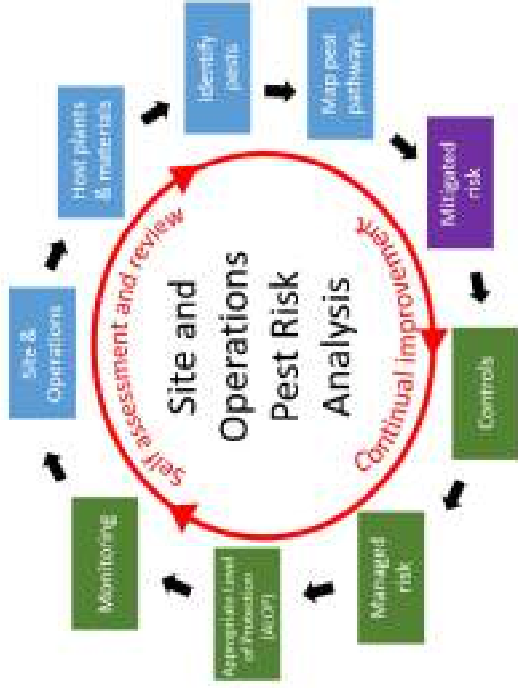 Site &
Operations
Host plants
& materials
Identify
pests
Map pest
pathways
Mitigated
risk
Controls
Managed
risk
Appropriate Level
of Protection
(ALOP)
Monitoring
Self assessment and review
Site and
Operations
Pest Risk
Analysis
Continual improvement